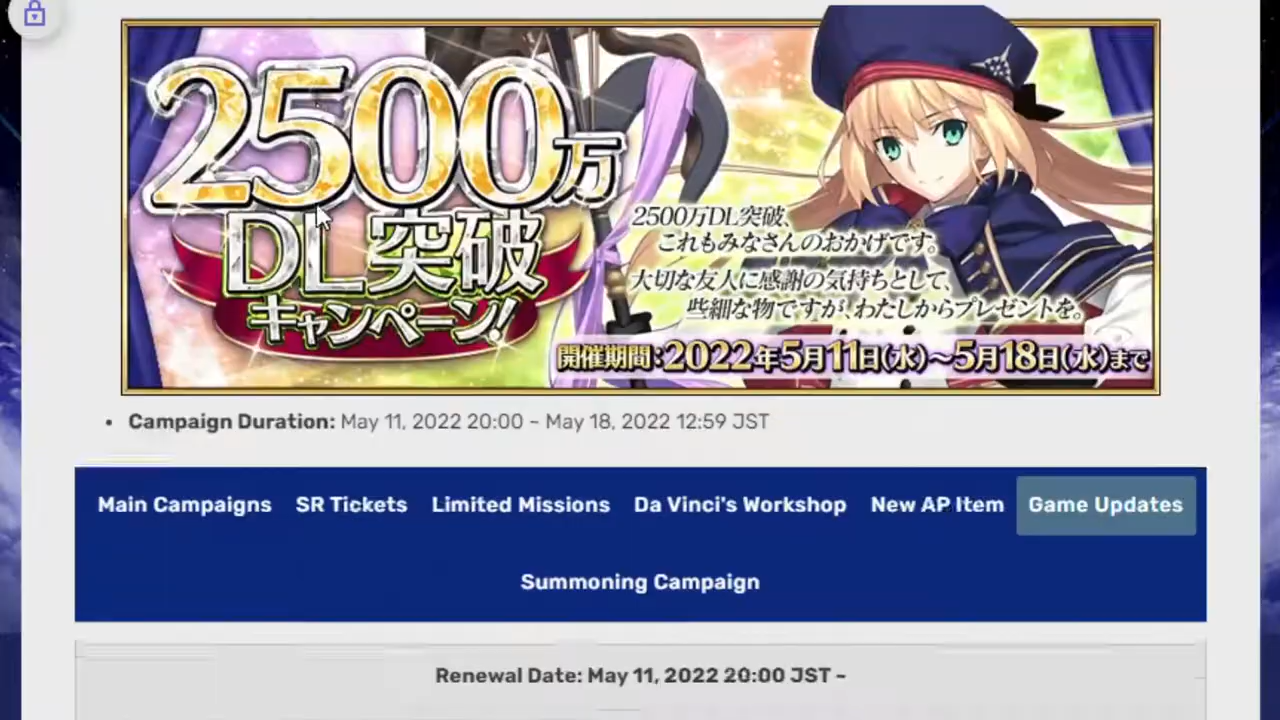 2500万
DL突破
キャンペーン!
2500万DL突破、
これもみなさんのおかげです。
大切な友人に感謝の気持ちとして、
些細な物ですが、わたしからプレゼントを。
開催期間：2022年5月11日(水)～5月18日(水)まで
• Campaign Duration: May 11, 2022 20:00 ~ May 18, 2022 12:59 JST
Main Campaigns SR Tickets Limited Missions Da Vinci's Workshop New AP Item Game Updates
Summoning Campaign
Renewal Date: May 11, 2022 20:00 JST ~